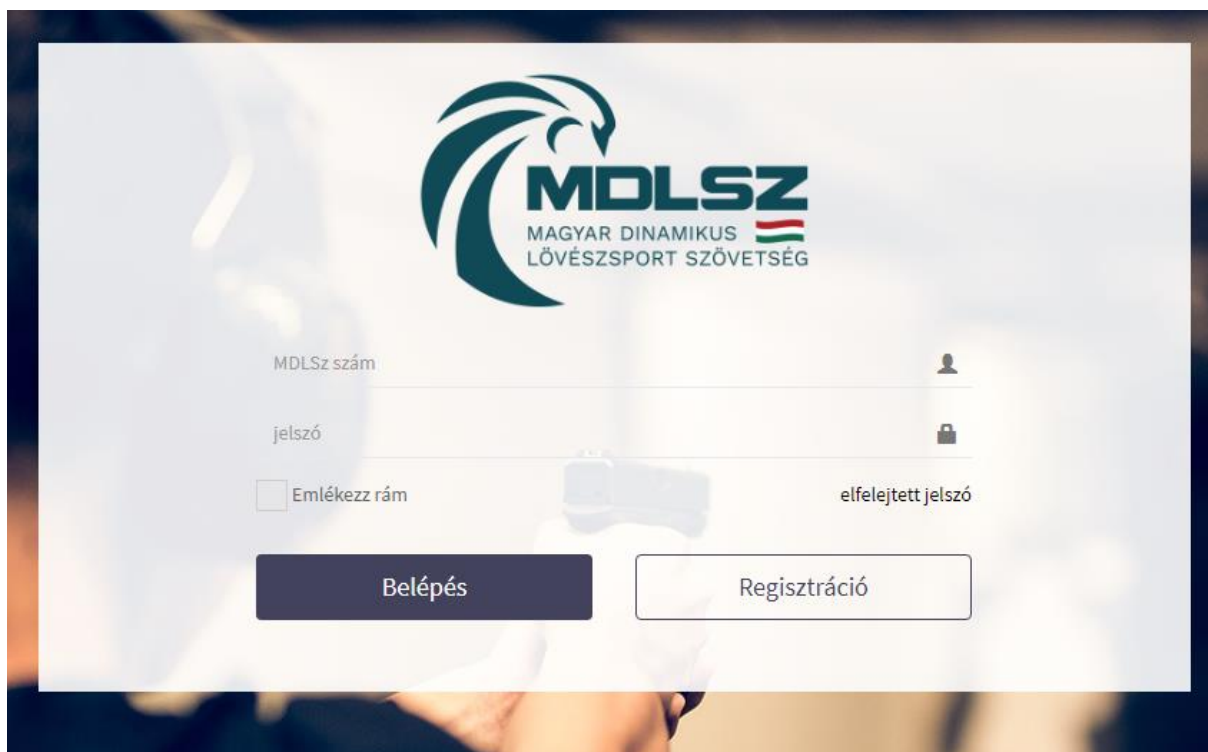 MDLSZ
MAGYAR DINAMIKUS
LÖVÉSZSPORT SZÖVETSÉG
MDLSz szám
jelszó
Emlékezz rám
elfelejtett jelszó
Belépés
Regisztráció